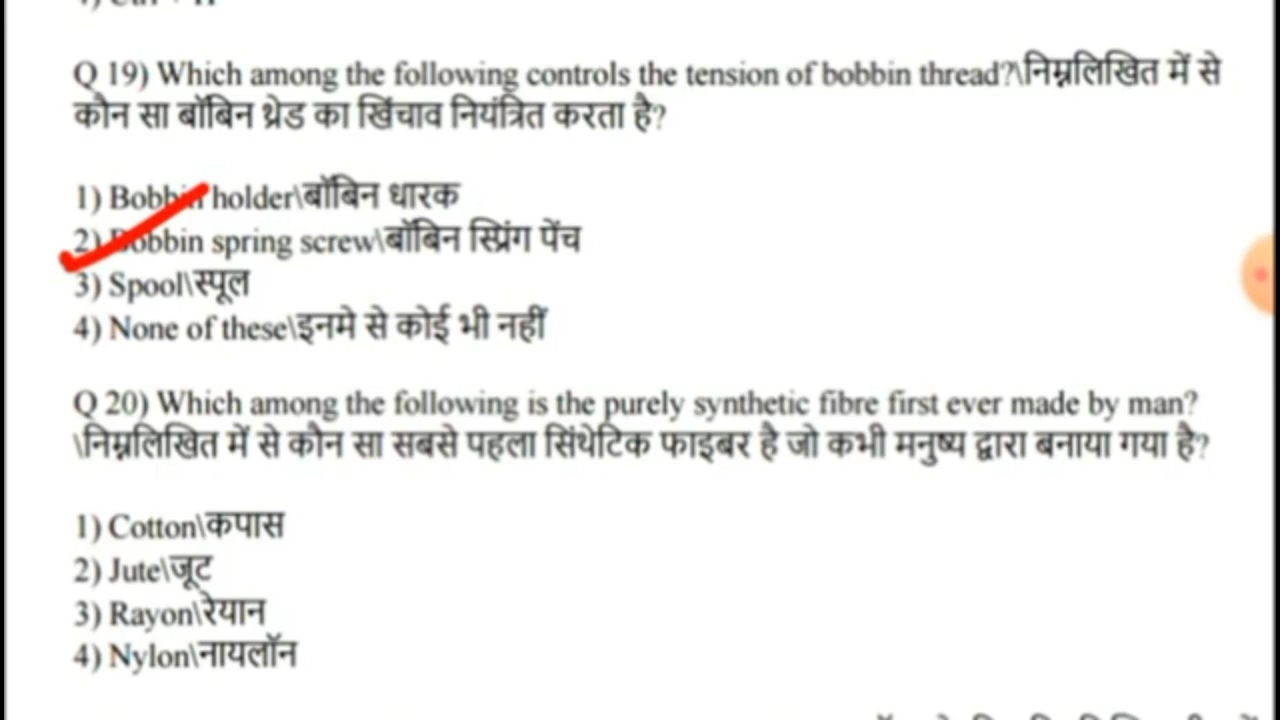 Q 19) Which among the following controls the tension of bobbin thread?\निम्नलिखित में से
कौन सा बॉबिन थ्रेड का खिंचाव नियंत्रित करता है?
1) Bobbin holder\बॉबिन धारक
2) Bobbin spring screw\बॉबिन स्प्रिंग पेंच
3) Spool\स्पूल
4) None of these\इनमे से कोई भी नहीं
Q 20) Which among the following is the purely synthetic fibre first ever made by man?
\निम्नलिखित में से कौन सा सबसे पहला सिंथेटिक फाइबर है जो कभी मनुष्य द्वारा बनाया गया है?
1) Cotton\कपास
2) Jute\जूट
3) Rayon\रेयान
4) Nylon\नायलॉन